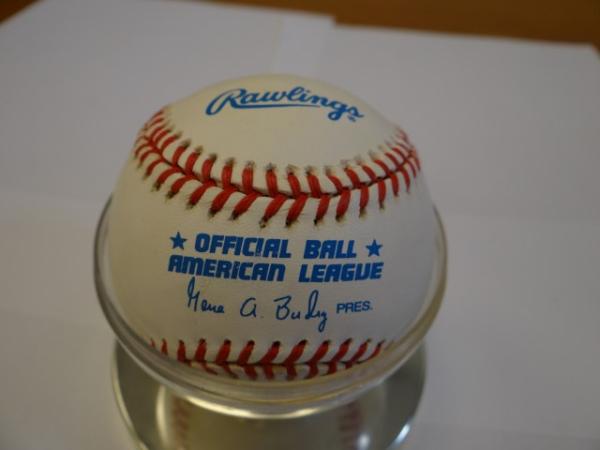 Rawlings
★ OFFICIAL BALL ★
AMERICAN LEAGUE
Gene A. Budig PRES.